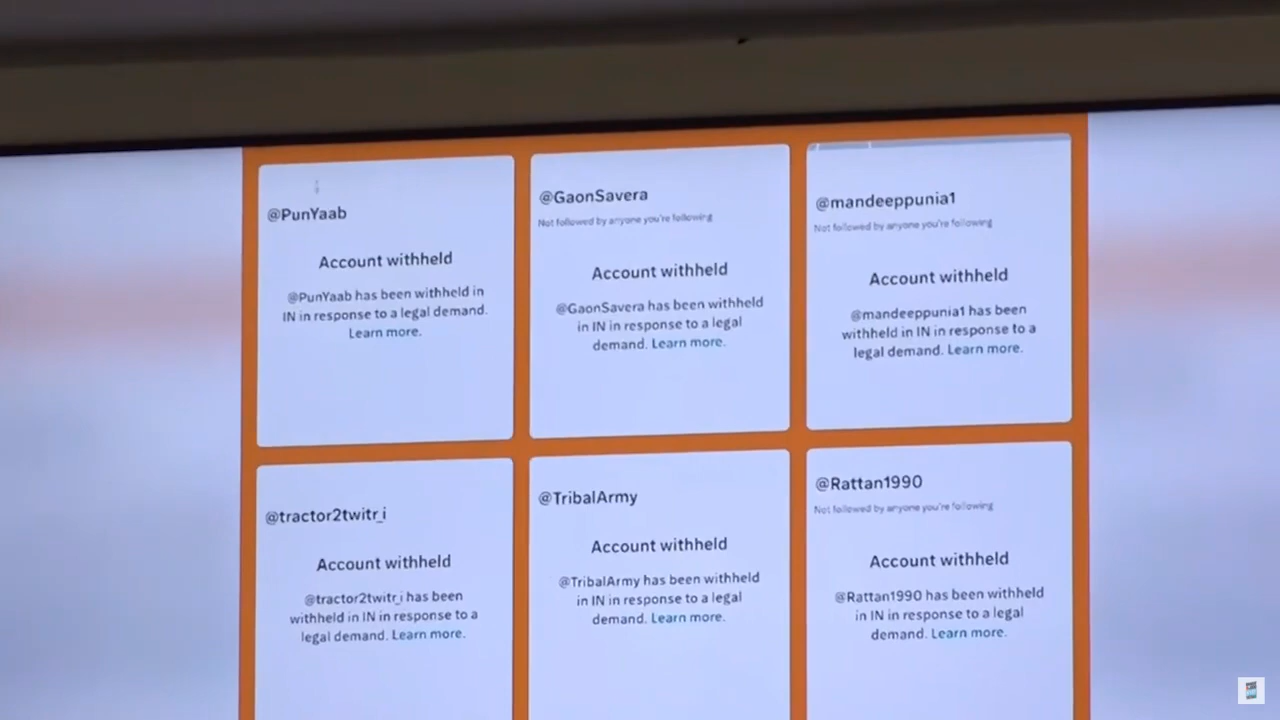 @PunYaab
Account withheld
@PunYaab has been withheld in
IN in response to a legal demand.
Learn more.
@GaonSavera
Not followed by anyone you're following
Account withheld
@GaonSavera has been withheld
in IN in response to a legal
demand. Learn more.
@mandeeppunia1
Not followed by anyone you're following
Account withheld
@mandeeppunia1 has been
withheld in IN in response to a
legal demand. Learn more.
@tractor2twitr_i
Account withheld
@tractor2twitr_i has been
withheld in IN in response to a
legal demand. Learn more.
@TribalArmy
Account withheld
@TribalArmy has been withheld
in IN in response to a legal
demand. Learn more.
@Rattan1990
Not followed by anyone you're following
Account withheld
@Rattan1990 has been withheld
in IN in response to a legal
demand. Learn more.